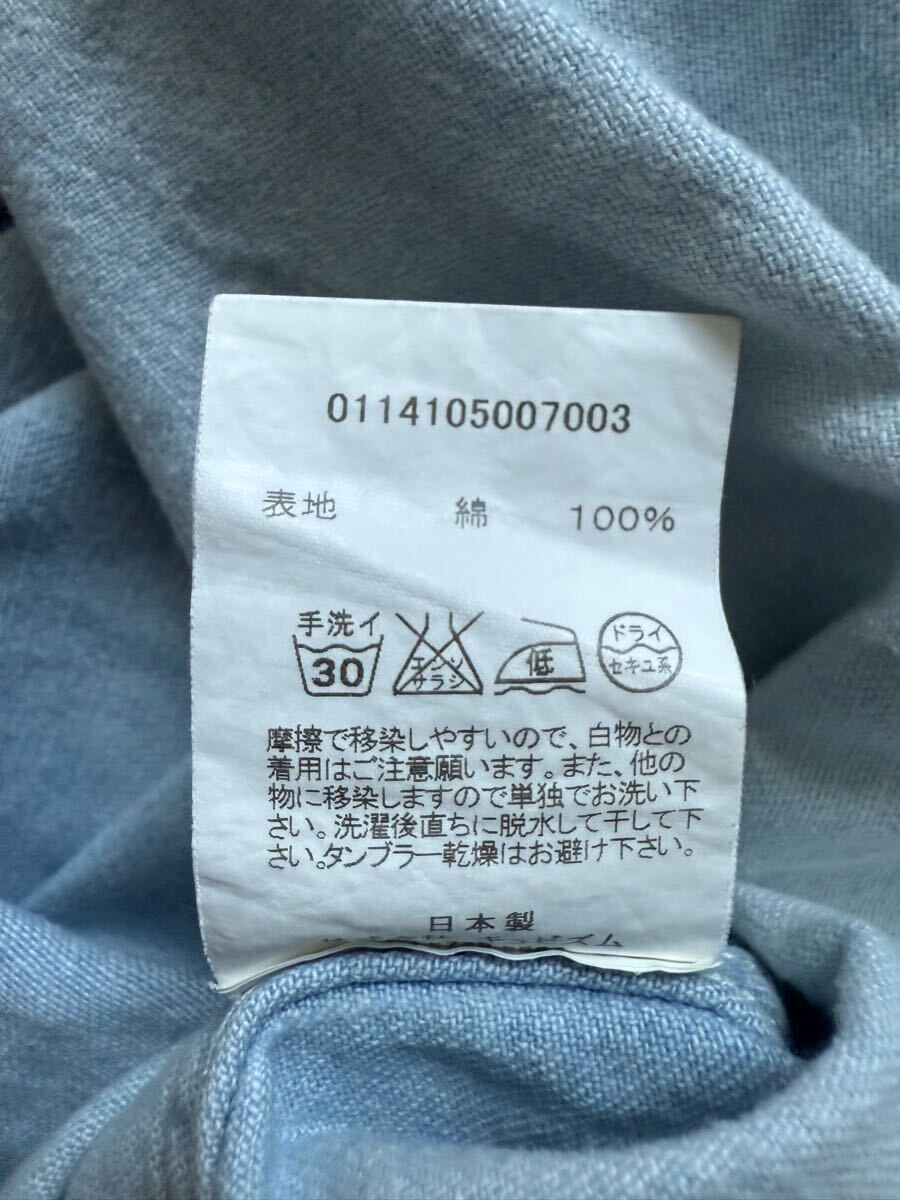 0114105007003
表地 綿 100%
手洗イ
30
エンソ
サラシ
低
ドライ
セキユ系
摩擦で移染しやすいので、白物との
着用はご注意願います。また、他の
物に移染しますので単独でお洗い下
さい。洗濯後直ちに脱水して干して下
さい。タンブラー乾燥はお避け下さい。
日本製